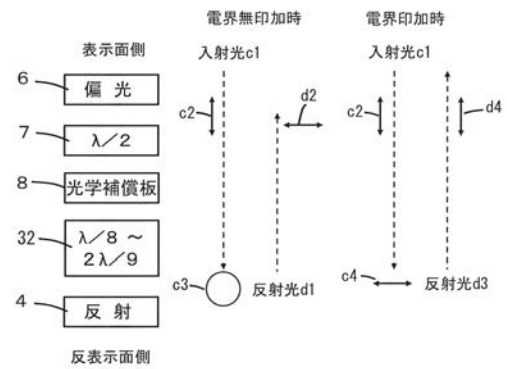 電界無印加時
電界印加時
表示面側
入射光c1
入射光c1
6
偏光
c2
d2
c2
d4
7
λ／2
8
光学補償板
32
λ／8 ～
2λ／9
c3
反射光d1
c4
反射光d3
4
反射
反表示面側